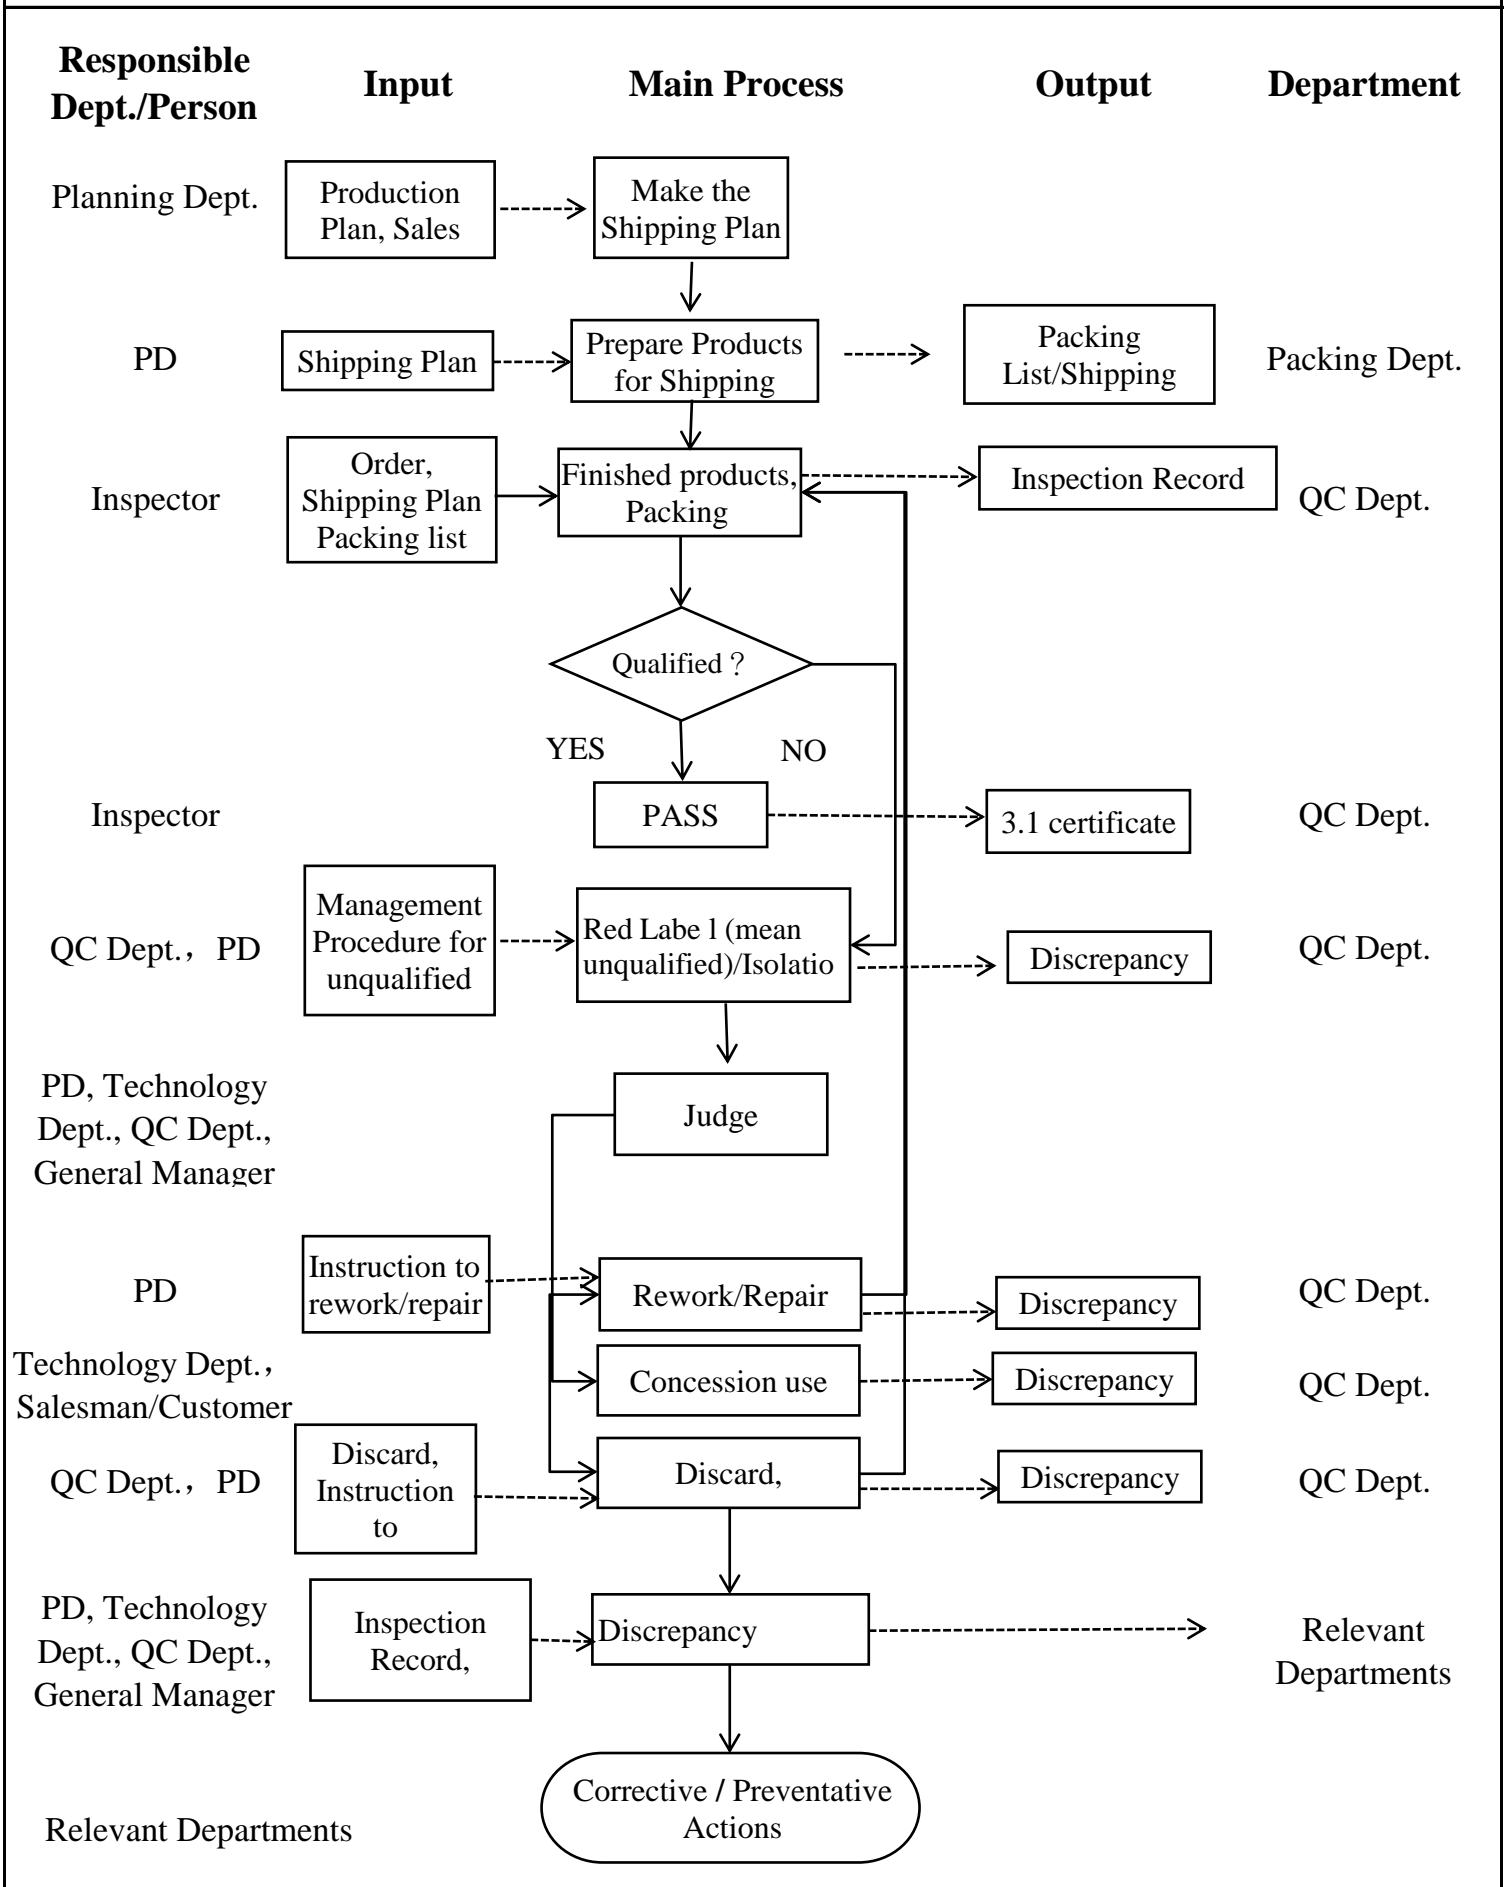 Responsible
Dept./Person
Input
Main Process
Output
Department
Planning Dept.
Production
Plan, Sales
Make the
Shipping Plan
PD
Shipping Plan
Prepare Products
for Shipping
Packing
List/Shipping
Packing Dept.
Inspector
Order,
Shipping Plan
Packing list
Finished products,
Packing
Inspection Record
QC Dept.
Qualified？
YES
NO
Inspector
PASS
3.1 certificate
QC Dept.
QC Dept.，PD
Management
Procedure for
unqualified
Red Labe l (mean
unqualified)/Isolatio
Discrepancy
QC Dept.
PD, Technology
Dept., QC Dept.,
General Manager
Judge
PD
Instruction to
rework/repair
Rework/Repair
Discrepancy
QC Dept.
Technology Dept.，
Salesman/Customer
Concession use
Discrepancy
QC Dept.
QC Dept.，PD
Discard,
Instruction
to
Discard,
Discrepancy
QC Dept.
PD, Technology
Dept., QC Dept.,
General Manager
Inspection
Record,
Discrepancy
Relevant
Departments
Relevant Departments
Corrective / Preventative
Actions